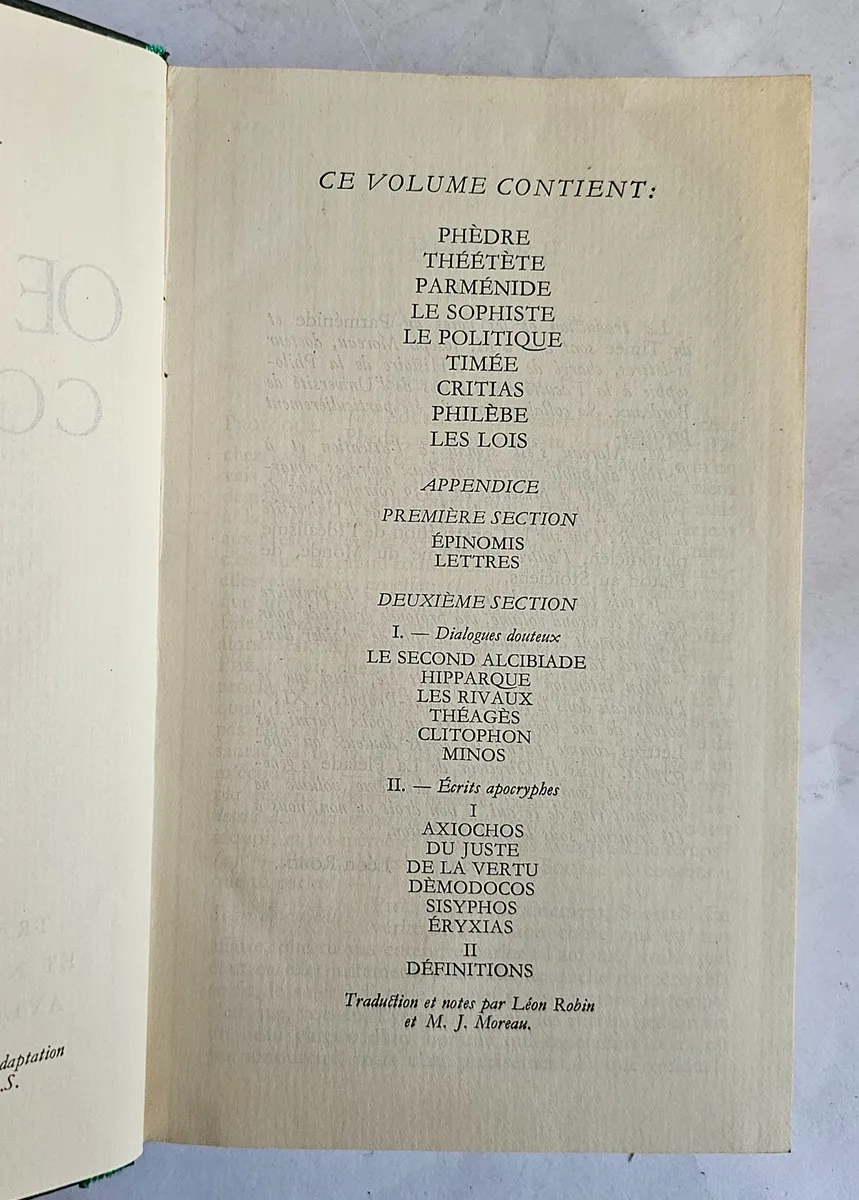 CE VOLUME CONTIENT:
PHÈDRE
THÉÉTÈTE
PARMÉNIDE
LE SOPHISTE
LE POLITIQUE
TIMÉE
CRITIAS
PHILÈBE
LES LOIS
APPENDICE
PREMIÈRE SECTION
ÉPINOMIS
LETTRES
DEUXIÈME SECTION
I. — Dialogues douteux
LE SECOND ALCIBIADE
HIPPARQUE
LES RIVAUX
THÉAGÈS
CLITOPHON
MINOS
II. — Écrits apocryphes
I
AXIOCHOS
DU JUSTE
DE LA VERTU
DÈMODOCOS
SISYPHOS
ÉRYXIAS
II
DÉFINITIONS
Traduction et notes par Léon Robin
et M. J. Moreau.
daptation
.S.